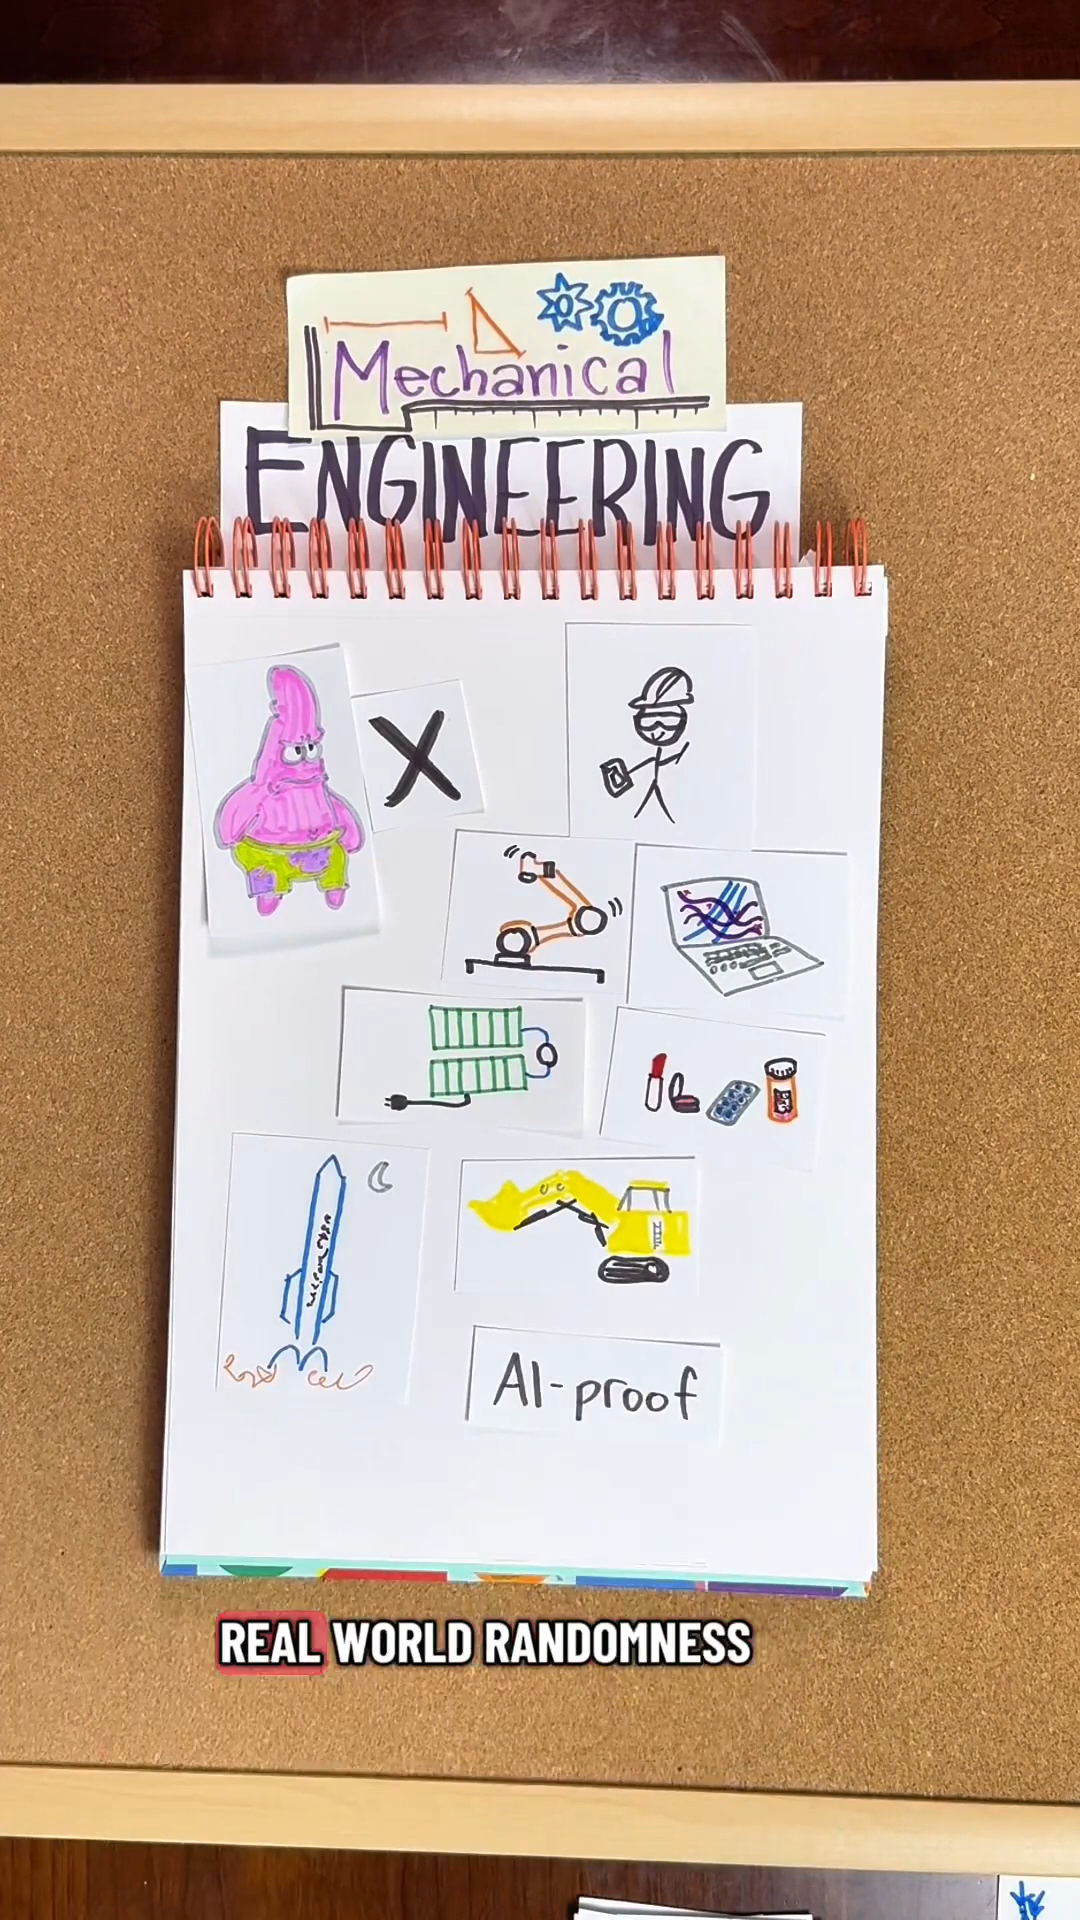 Mechanical
ENGINEERING
X
AI-proof
REAL WORLD RANDOMNESS